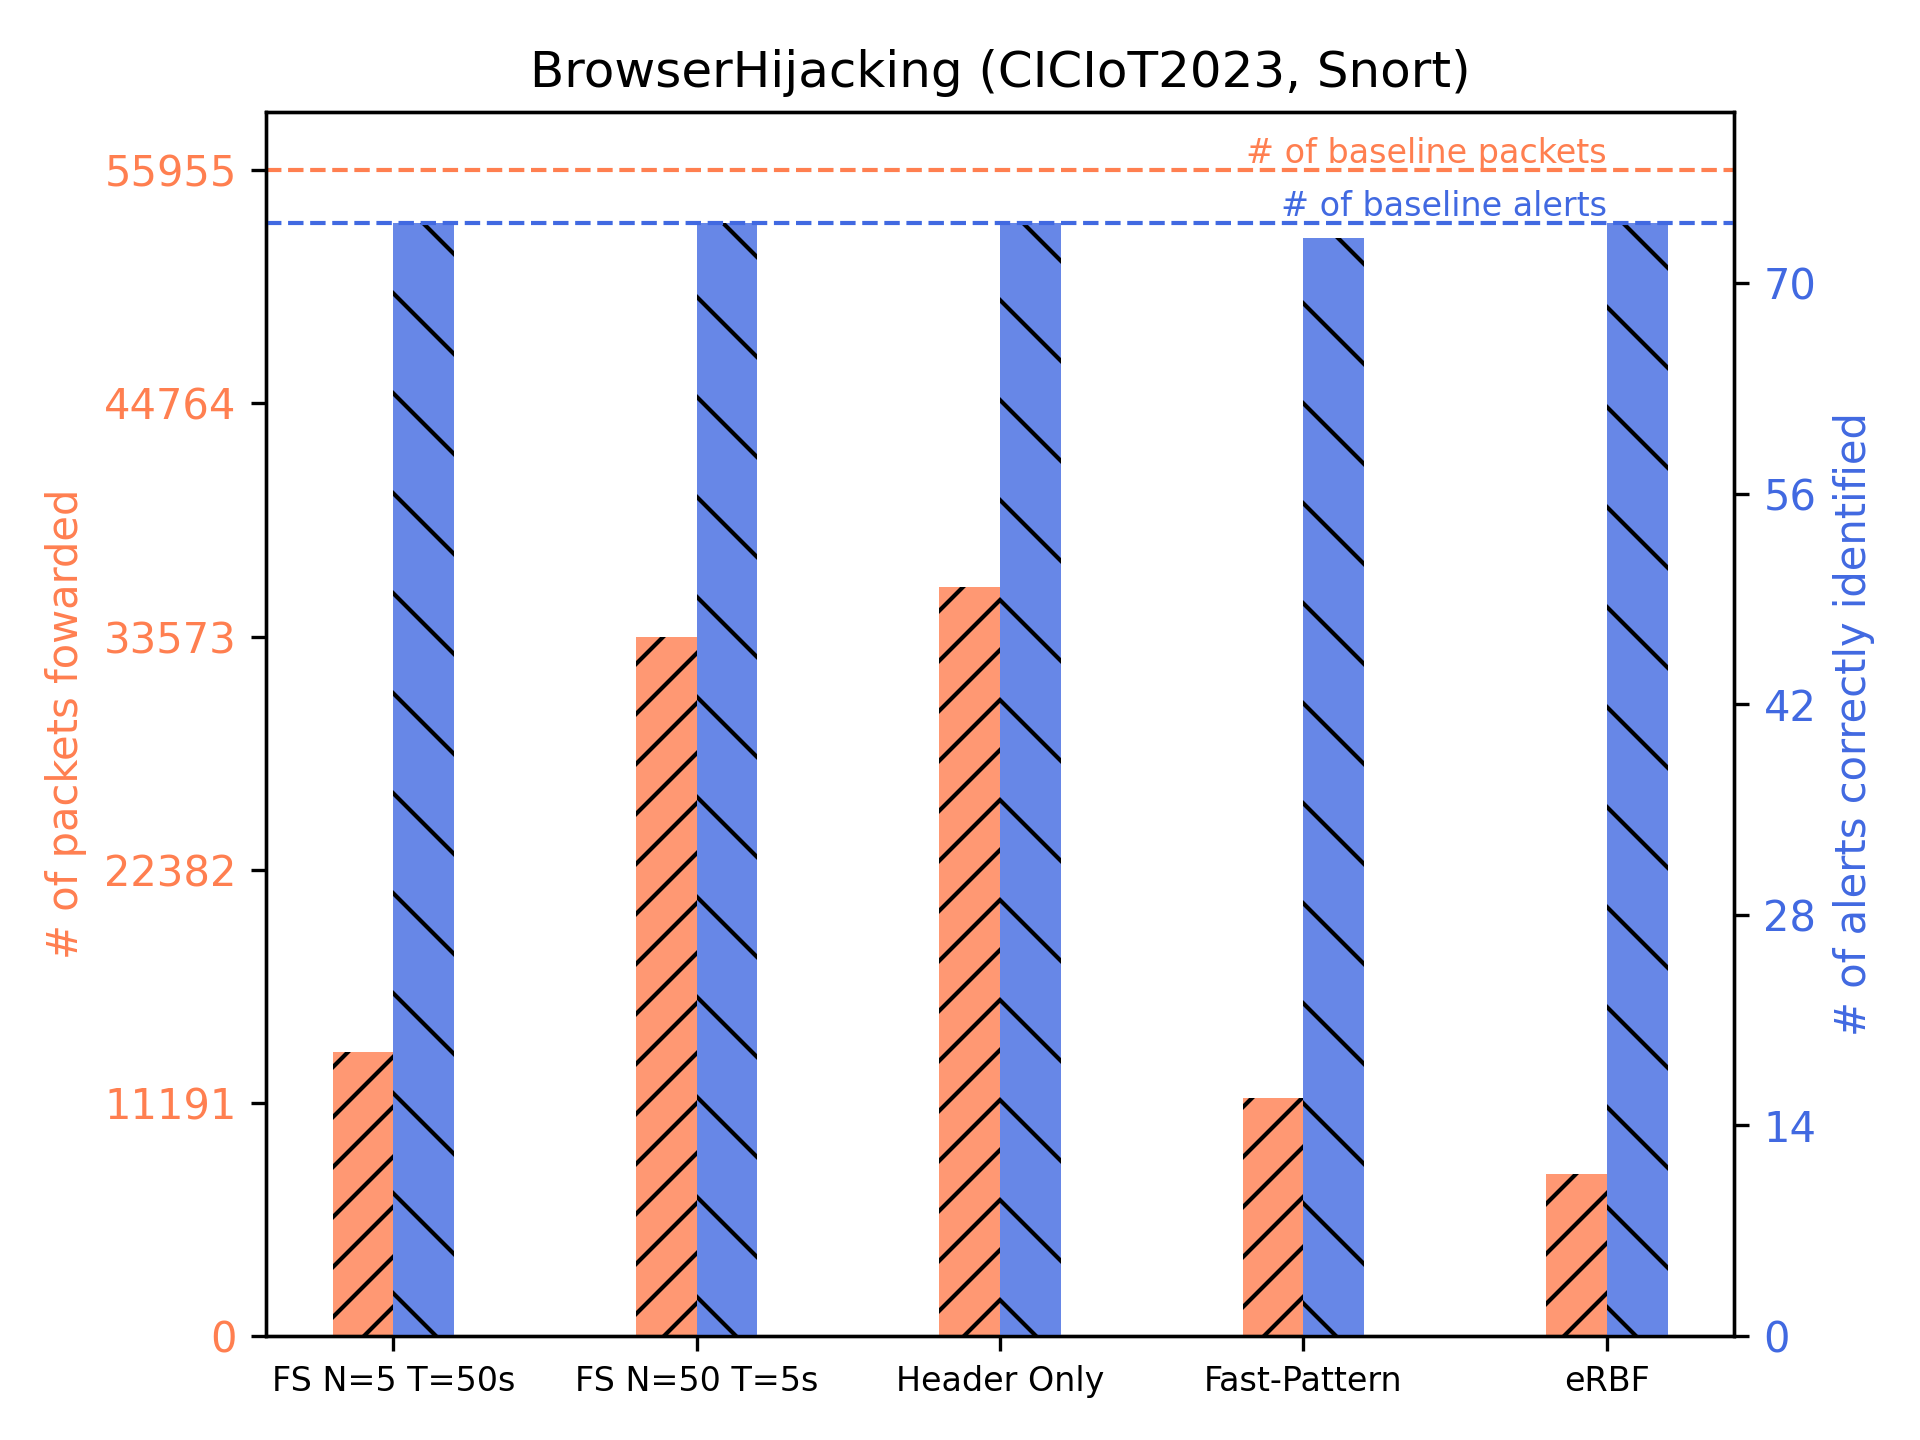 BrowserHijacking (CICIoT2023, Snort)
# of baseline packets
# of baseline alerts
# of packets fowarded
55955
44764
33573
22382
11191
0
# of alerts correctly identified
70
56
42
28
14
0
FS N=5 T=50s
FS N=50 T=5s
Header Only
Fast-Pattern
eRBF